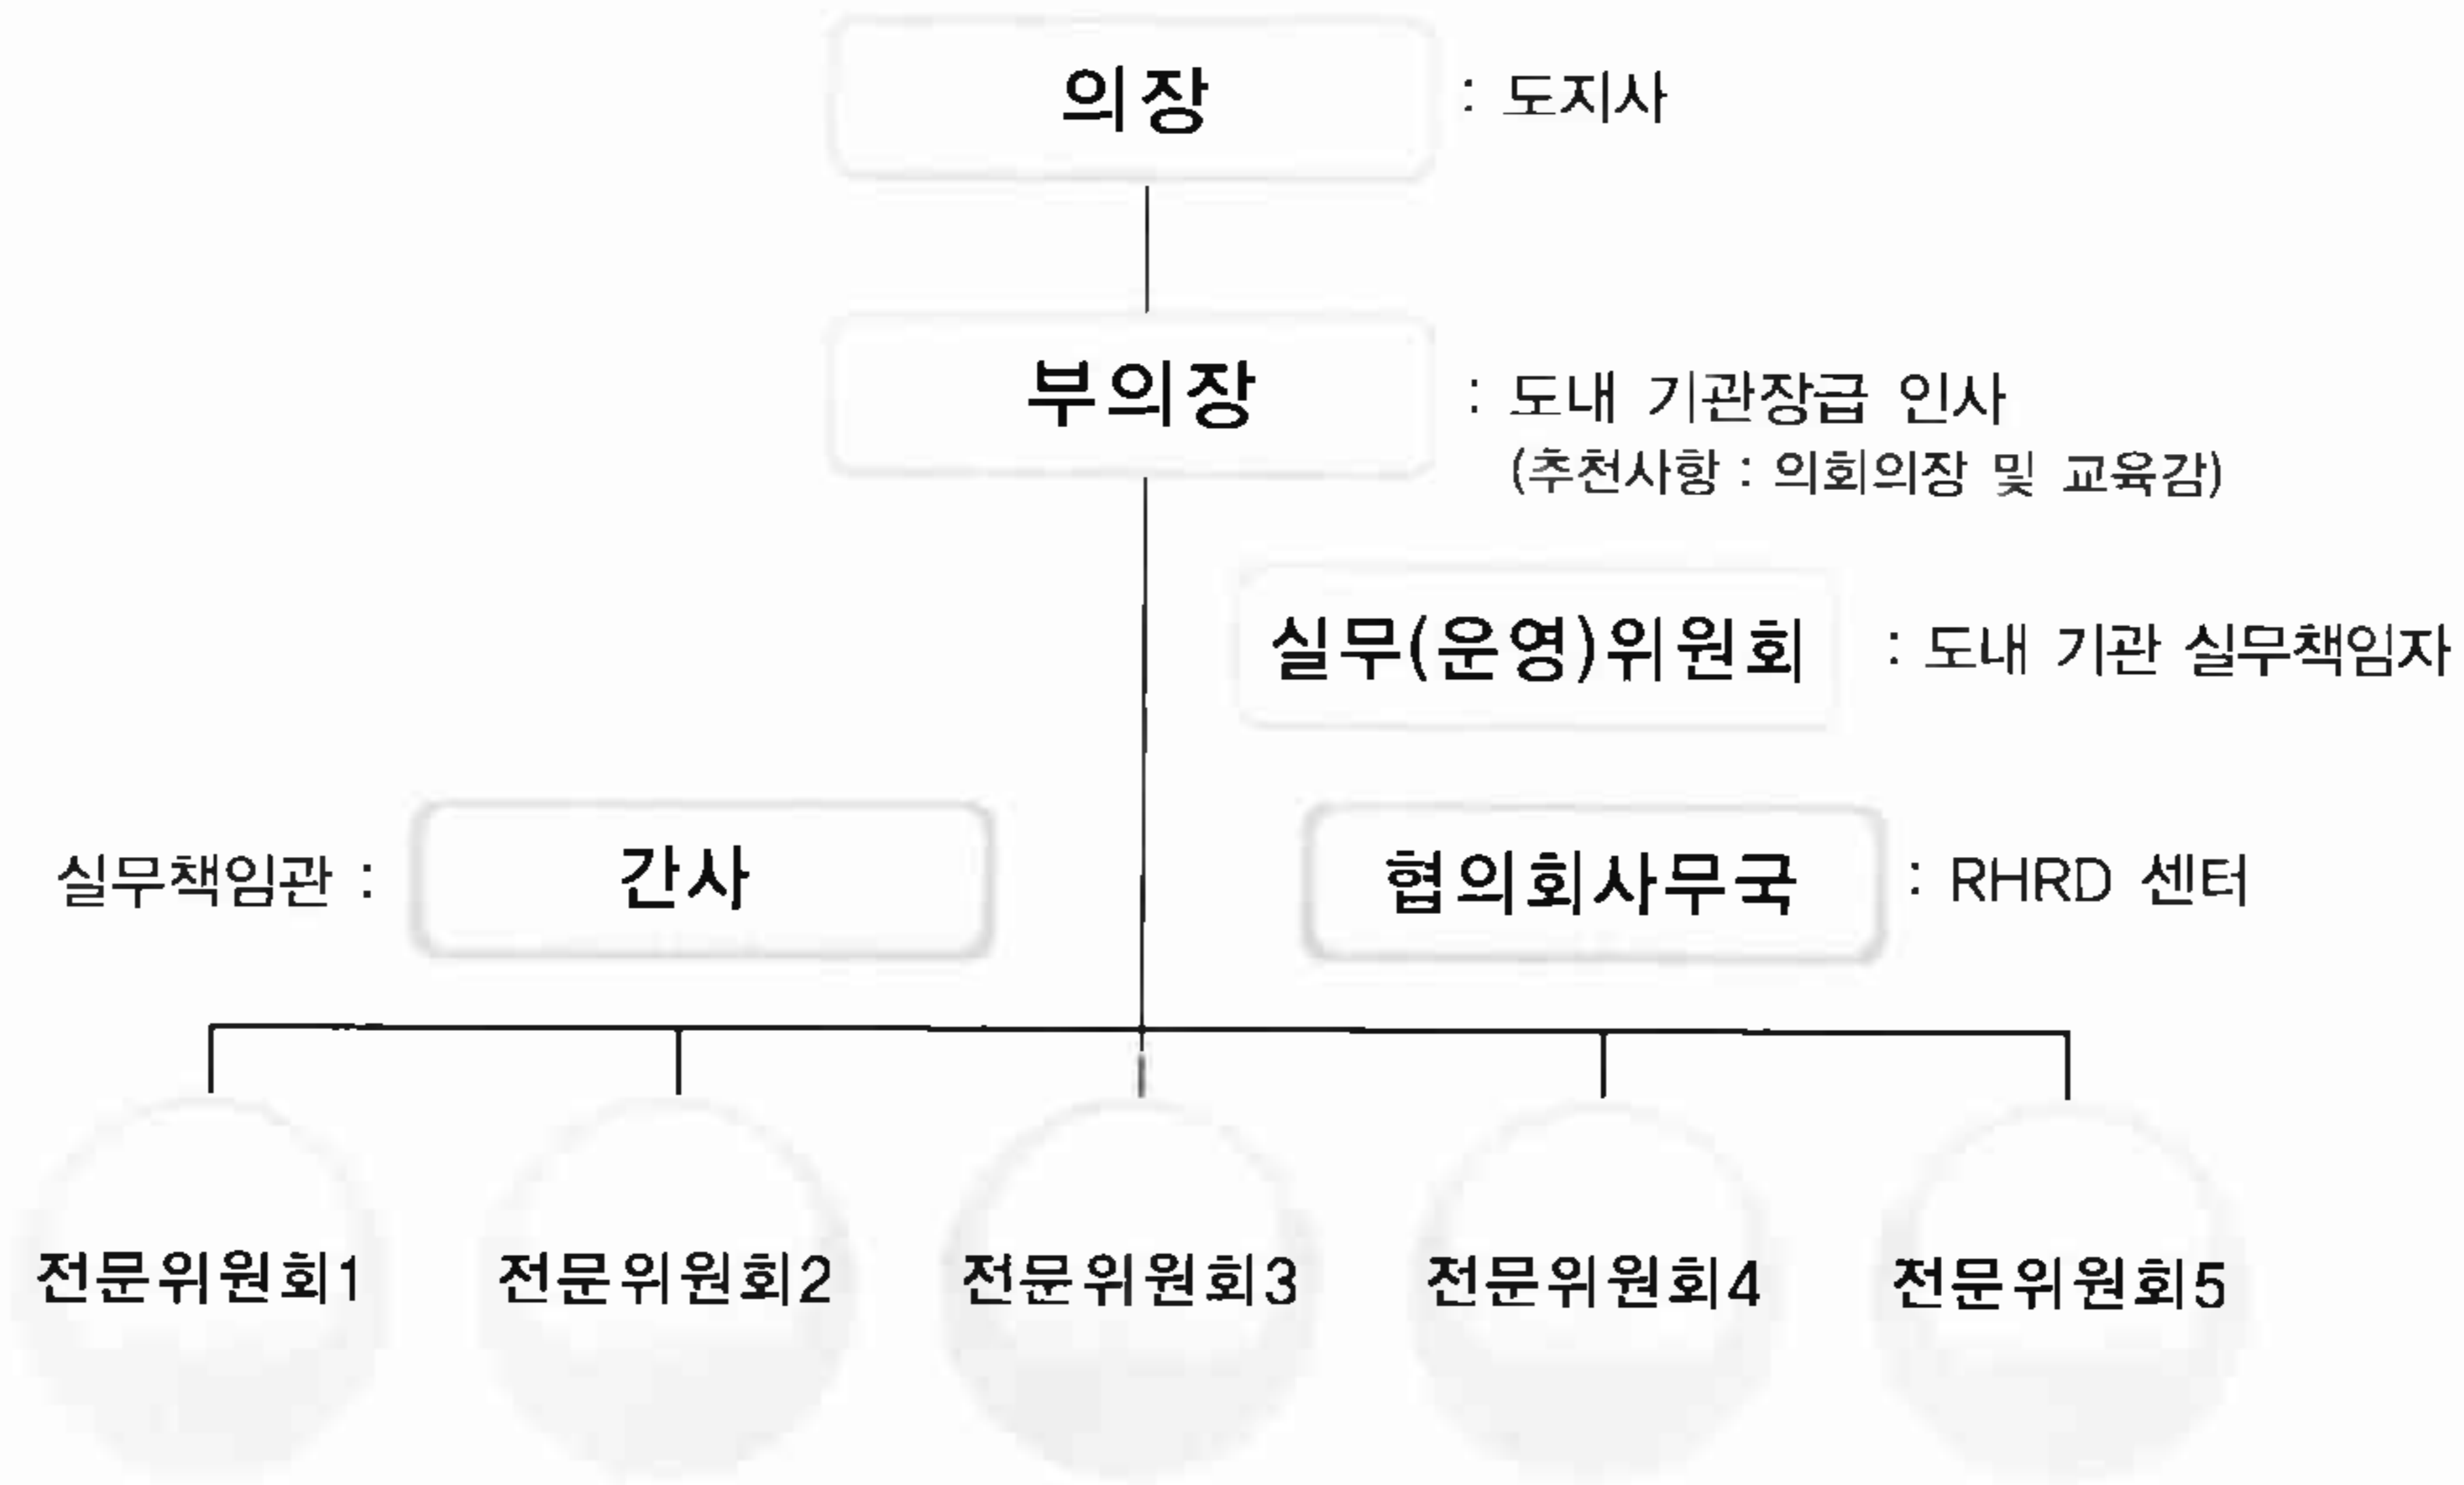 의장 : 도지사
부의장 : 도내 기관장급 인사
(추천사항 : 의회의장 및 교육감)
실무(운영)위원회 : 도내 기관 실무책임자
실무책임관 : 간사 협의회사무국 : RHRD 센터
전문위원회1 전문위원회2 전문위원회3 전문위원회4 전문위원회5